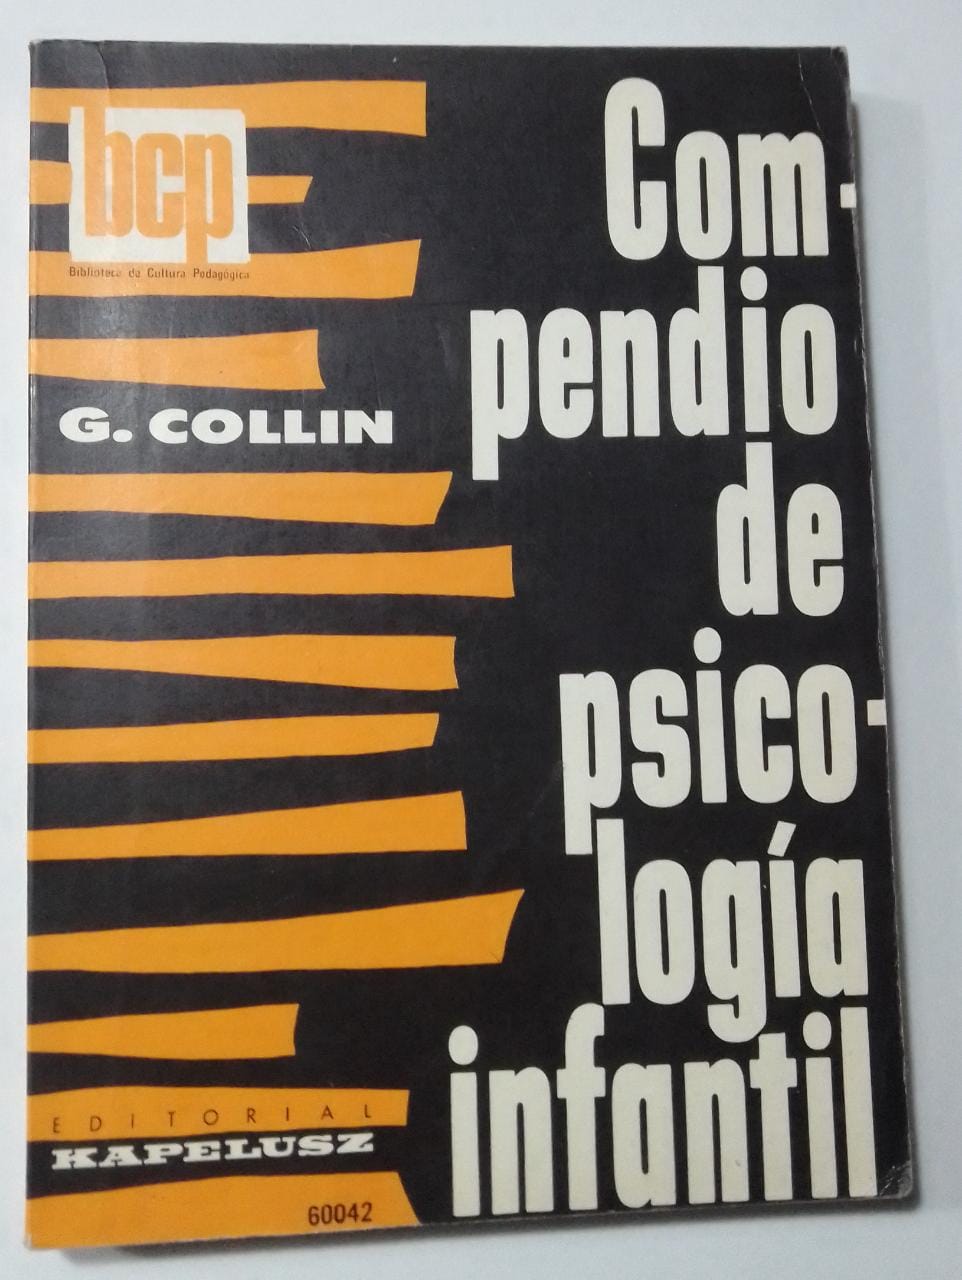 bcp
Biblioteca de Cultura Pedagógica
G. COLLIN
Com-
pendio
de
psico-
logía
infantil
EDITORIAL
KAPELUSZ
60042